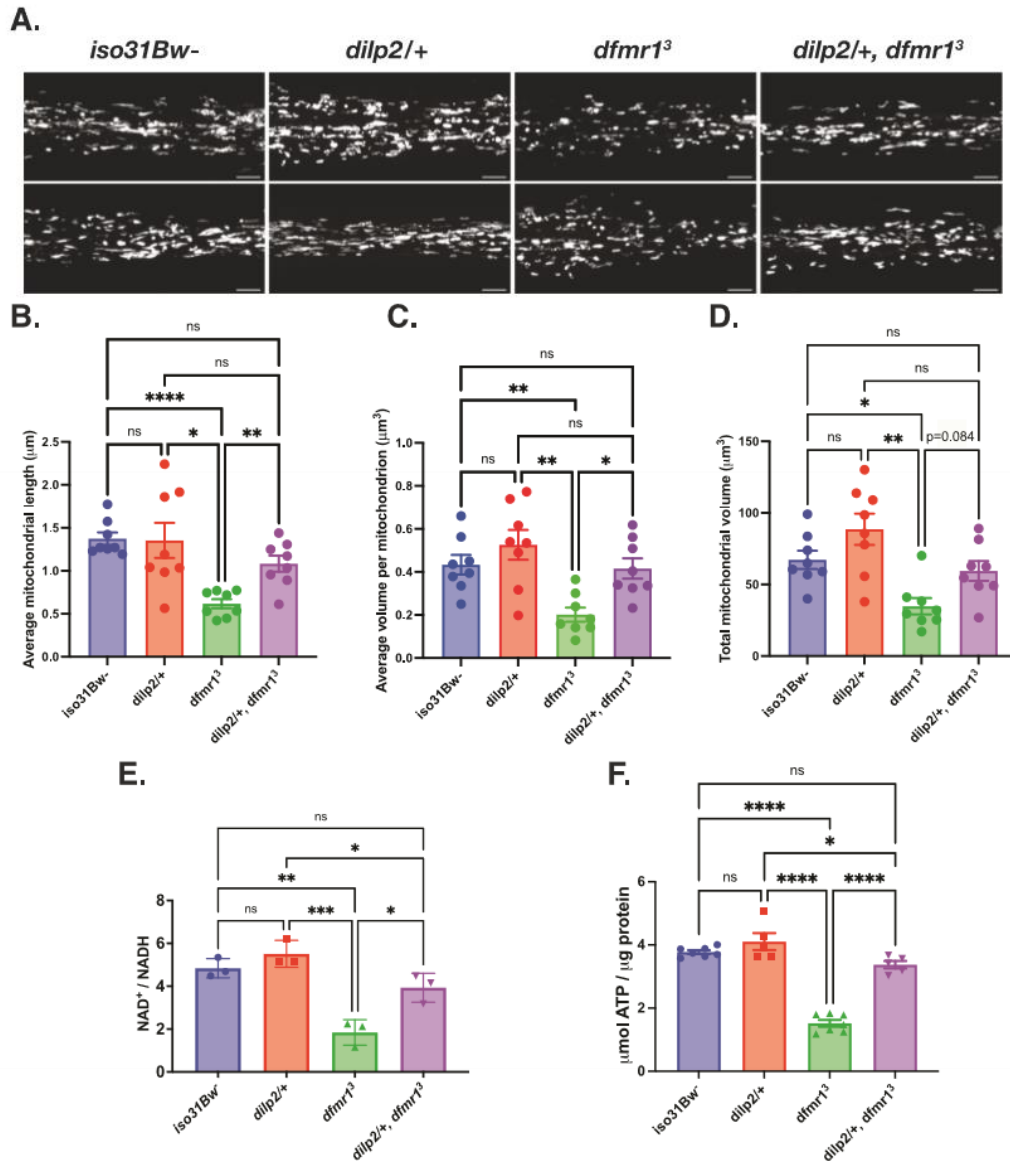 A.
iso31Bw- dilp2/+ dfmr1³ dilp2/+, dfmr1³
B.
ns
ns
****
ns * **
Average mitochondrial length (μm)
2.5
2.0
1.5
1.0
0.5
0.0
iso31Bw- dilp2/+ dfmr1³ dilp2/+, dfmr1³
C.
ns
**
ns
ns ** *
Average volume per mitochondrion (μm³)
1.0
0.8
0.6
0.4
0.2
0.0
iso31Bw- dilp2/+ dfmr1³ dilp2/+, dfmr1³
D.
ns
ns
*
ns ** p=0.084
Total mitochondrial volume (μm³)
150
100
50
0
iso31Bw- dilp2/+ dfmr1³ dilp2/+, dfmr1³
E.
ns
*
**
ns *** *
NAD⁺ / NADH
8
6
4
2
0
iso31Bw- dilp2/+ dfmr1³ dilp2/+, dfmr1³
F.
ns
****
*
ns **** ****
μmol ATP / μg protein
6
4
2
0
iso31Bw- dilp2/+ dfmr1³ dilp2/+, dfmr1³